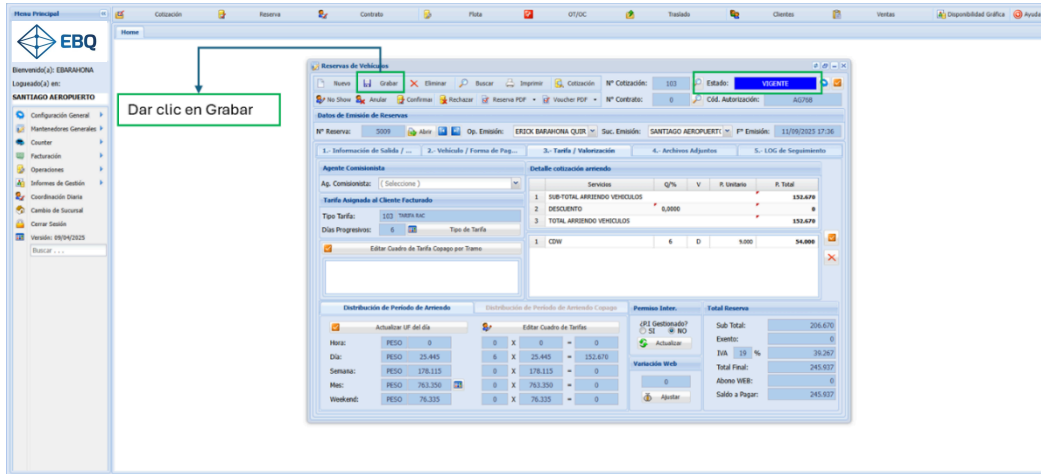 Menu Principal
Cotización Reserva Contrato Flota OT/OC Traslado Clientes Ventas Disponibilidad Gráfica Ayuda
Home
EBQ
Bienvenido(a): EBARAHONA
Logueado(a) en:
SANTIAGO AEROPUERTO
Configuración General
Mantenedores Generales
Counter
Facturación
Operaciones
Informes de Gestión
Coordinación Diaria
Cambio de Sucursal
Cerrar Sesión
Versión: 09/04/2025
Buscar . . .
Dar clic en Grabar
Reservas de Vehículos
Nuevo Grabar Eliminar Buscar Imprimir Cotización Nº Cotización: 103 Estado: VIGENTE
No Show Anular Confirmar Rechazar Reserva PDF Voucher PDF Nº Contrato: 0 Cód. Autorización: AG768
Datos de Emisión de Reservas
Nº Reserva: 5009 Abrir Op. Emisión: ERICK BARAHONA QUIR Suc. Emisión: SANTIAGO AEROPUERT( Fº Emisión: 11/09/2025 17:36
1.- Información de Salida / ... 2.- Vehículo / Forma de Pag... 3.- Tarifa / Valorización 4.- Archivos Adjuntos 5.- LOG de Seguimiento
Agente Comisionista
Ag. Comisionista: ( Seleccione )
Tarifa Asignada al Cliente Facturado
Tipo Tarifa: 103 TARIFA RAC
Días Progresivos: 6 Tipo de Tarifa
Editar Cuadro de Tarifa Copago por Tramo
Detalle cotización arriendo
Servicios Q/% V P. Unitario P. Total
1 SUB-TOTAL ARRIENDO VEHICULOS 152.670
2 DESCUENTO 0,0000 0
3 TOTAL ARRIENDO VEHICULOS 152.670
1 CDW 6 D 9.000 54.000
Distribución de Periodo de Arriendo Distribución de Periodo de Arriendo Copago
Actualizar UF del día Editar Cuadro de Tarifas
Hora: PESO 0 0 X 0 = 0
Día: PESO 25.445 6 X 25.445 = 152.670
Semana: PESO 178.115 0 X 178.115 = 0
Mes: PESO 763.350 0 X 763.350 = 0
Weekend: PESO 76.335 0 X 76.335 = 0
Permiso Inter.
¿P.I Gestionado?
SI NO
Actualizar
Variación Web
0
Ajustar
Total Reserva
Sub Total: 206.670
Exento: 0
IVA 19 % 39.267
Total Final: 245.937
Abono WEB: 0
Saldo a Pagar: 245.937